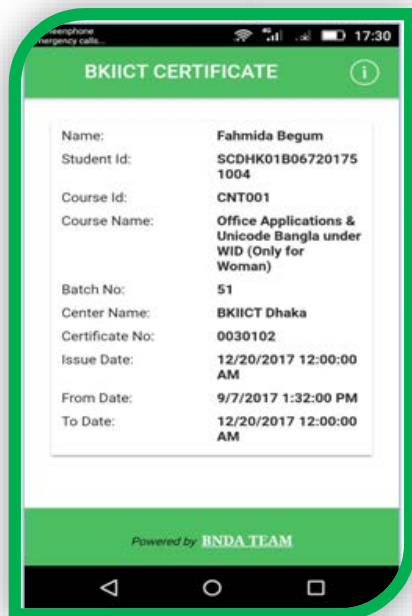 ergency calls...
4G 17:30
BKIICT CERTIFICATE
i
Name: Fahmida Begum
Student Id: SCDHK01B06720175
1004
Course Id: CNT001
Course Name: Office Applications &
Unicode Bangla under
WID (Only for
Woman)
Batch No: 51
Center Name: BKIICT Dhaka
Certificate No: 0030102
Issue Date: 12/20/2017 12:00:00
AM
From Date: 9/7/2017 1:32:00 PM
To Date: 12/20/2017 12:00:00
AM
Powered by BNDA TEAM